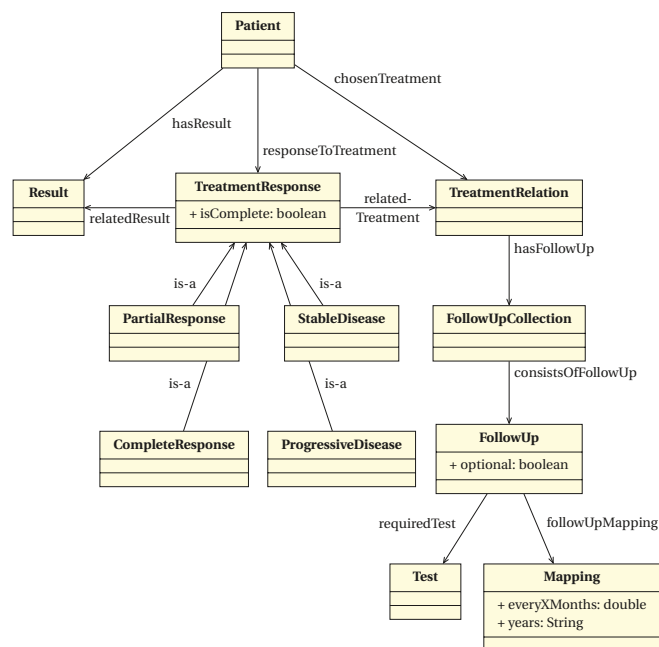 Patient
chosenTreatment
hasResult
responseToTreatment
Result
TreatmentResponse
+ isComplete: boolean
relatedResult
related-
Treatment
TreatmentRelation
hasFollowUp
is-a
is-a
PartialResponse
StableDisease
FollowUpCollection
consistsOfFollowUp
is-a
is-a
CompleteResponse
ProgressiveDisease
FollowUp
+ optional: boolean
requiredTest
followUpMapping
Test
Mapping
+ everyXMonths: double
+ years: String